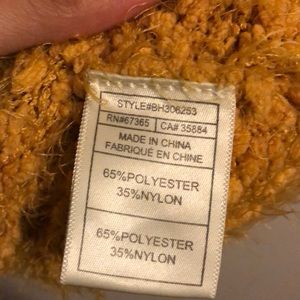 STYLE#BH306253
RN#67365 CA# 35884
MADE IN CHINA
FABRIQUÉ EN CHINE
65%POLYESTER
35%NYLON
65%POLYESTER
35%NYLON